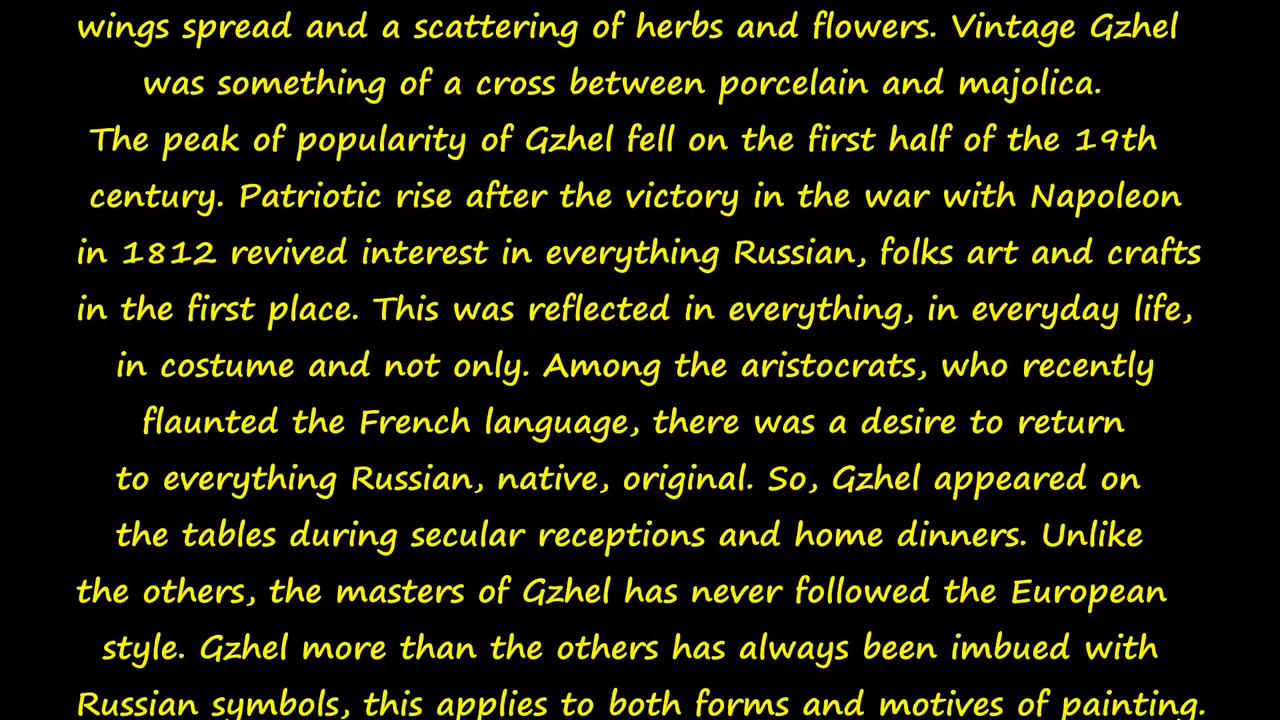 wings spread and a scattering of herbs and flowers. Vintage Gzhel
was something of a cross between porcelain and majolica.
The peak of popularity of Gzhel fell on the first half of the 19th
century. Patriotic rise after the victory in the war with Napoleon
in 1812 revived interest in everything Russian, folks art and crafts
in the first place. This was reflected in everything, in everyday life,
in costume and not only. Among the aristocrats, who recently
flaunted the French language, there was a desire to return
to everything Russian, native, original. So, Gzhel appeared on
the tables during secular receptions and home dinners. Unlike
the others, the masters of Gzhel has never followed the European
style. Gzhel more than the others has always been imbued with
Russian symbols, this applies to both forms and motives of painting.